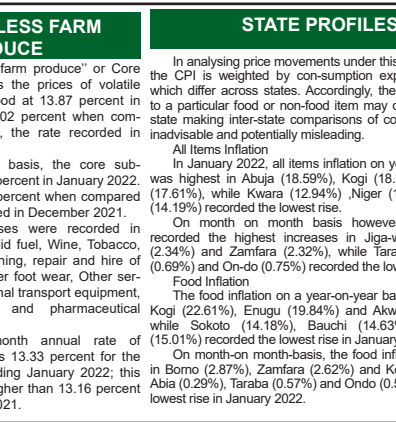 LESS FARM
DUCE
farm produce" or Core
s the prices of volatile
od at 13.87 percent in
02 percent when com-
, the rate recorded in
basis, the core sub-
percent in January 2022.
percent when compared
ed in December 2021.
ses were recorded in
id fuel, Wine, Tobacco,
ning, repair and hire of
er foot wear, Other ser-
nal transport equipment,
and pharmaceutical
onth annual rate of
s 13.33 percent for the
ding January 2022; this
gher than 13.16 percent
021.
STATE PROFILES
In analysing price movements under this
the CPI is weighted by con-sumption exp
which differ across states. Accordingly, the
to a particular food or non-food item may d
state making inter-state comparisons of co
inadvisable and potentially misleading.
All Items Inflation
In January 2022, all items inflation on ye
was highest in Abuja (18.59%), Kogi (18.
(17.61%), while Kwara (12.94%) ,Niger (1
(14.19%) recorded the lowest rise.
On month on month basis however
recorded the highest increases in Jiga-w
(2.34%) and Zamfara (2.32%), while Tara
(0.69%) and On-do (0.75%) recorded the lov
Food Inflation
The food inflation on a year-on-year ba
Kogi (22.61%), Enugu (19.84%) and Akw
while Sokoto (14.18%), Bauchi (14.63%
(15.01%) recorded the lowest rise in January
On month-on month-basis, the food infl
in Borno (2.87%), Zamfara (2.62%) and Ko
Abia (0.29%), Taraba (0.57%) and Ondo (0.5
lowest rise in January 2022.